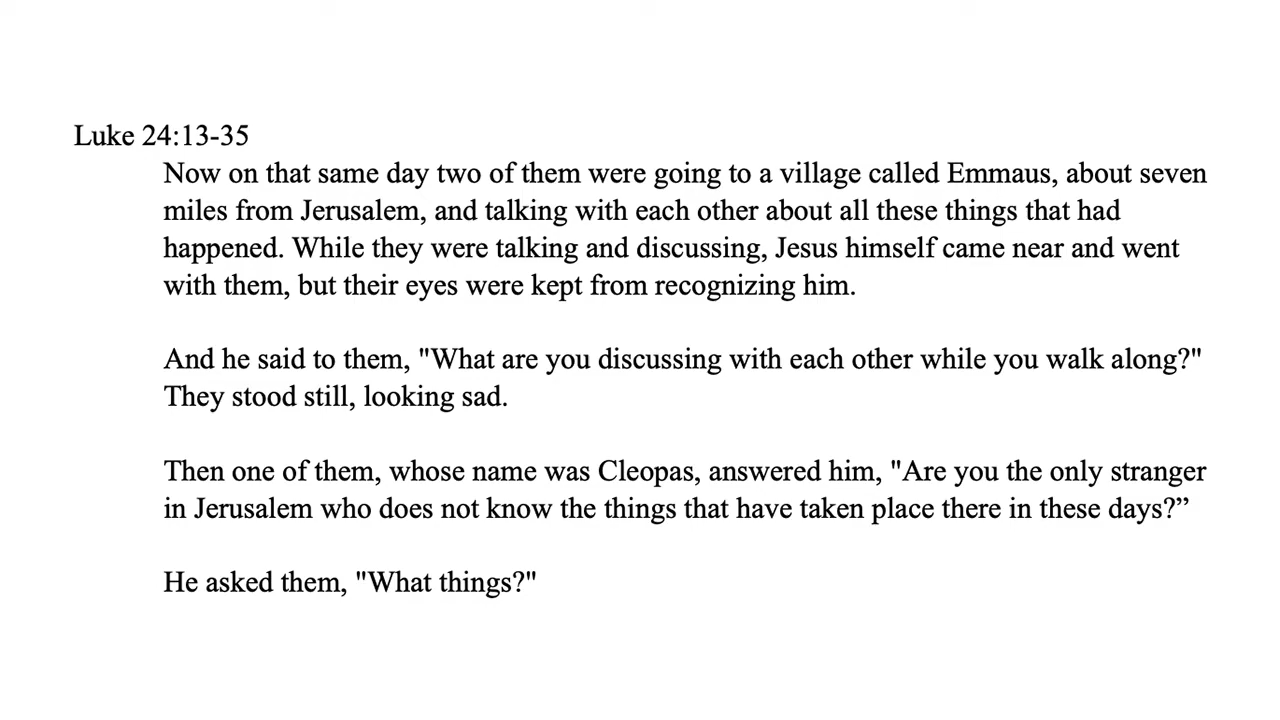 Luke 24:13-35
Now on that same day two of them were going to a village called Emmaus, about seven
miles from Jerusalem, and talking with each other about all these things that had
happened. While they were talking and discussing, Jesus himself came near and went
with them, but their eyes were kept from recognizing him.
And he said to them, "What are you discussing with each other while you walk along?"
They stood still, looking sad.
Then one of them, whose name was Cleopas, answered him, "Are you the only stranger
in Jerusalem who does not know the things that have taken place there in these days?”
He asked them, "What things?"